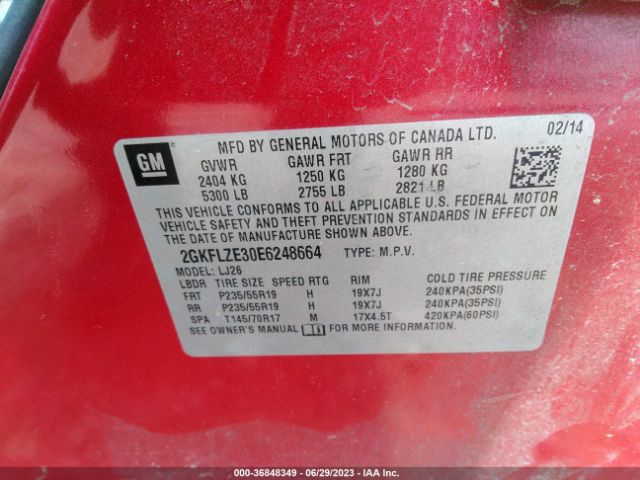 GM
MFD BY GENERAL MOTORS OF CANADA LTD. 02/14
GVWR GAWR FRT GAWR RR
2404 KG 1250 KG 1280 KG
5300 LB 2755 LB 2821 LB
THIS VEHICLE CONFORMS TO ALL APPLICABLE U.S. FEDERAL MOTOR
VEHICLE SAFETY AND THEFT PREVENTION STANDARDS IN EFFECT ON
THE DATE OF MANUFACTURE SHOWN ABOVE.
2GKFLZE30E6248664 TYPE: M.P.V.
MODEL: LJ26
LBDR TIRE SIZE SPEED RTG RIM COLD TIRE PRESSURE
FRT P235/55R19 H 19X7J 240KPA(35PSI)
RR P235/55R19 H 19X7J 240KPA(35PSI)
SPA T145/70R17 M 17X4.5T 420KPA(60PSI)
SEE OWNER'S MANUAL FOR MORE INFORMATION.
000-36848349 - 06/29/2023 - IAA Inc.